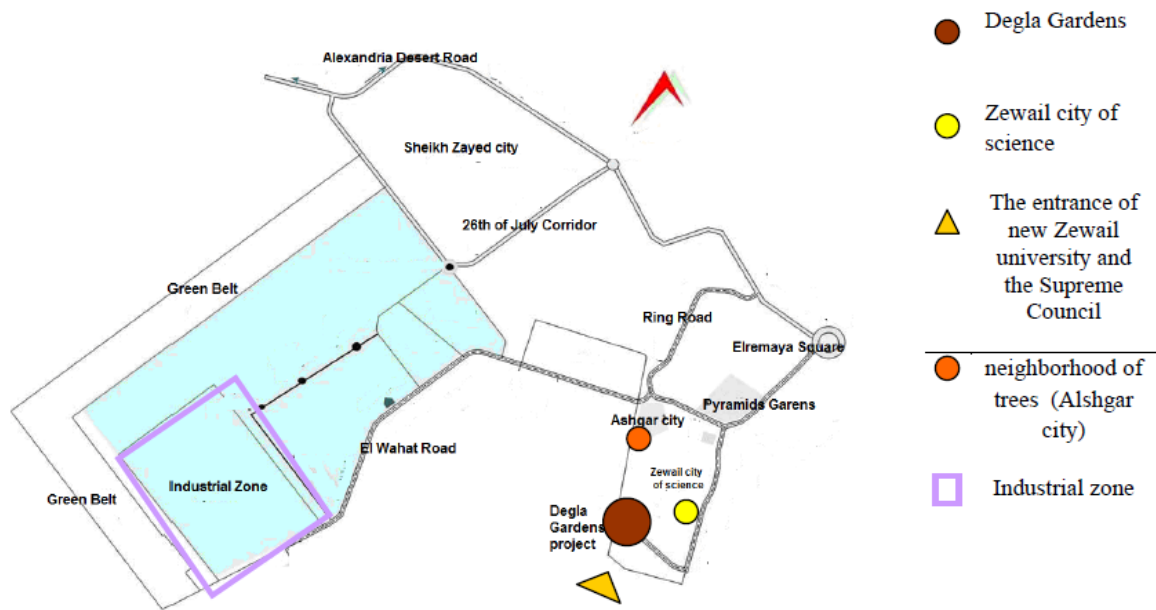 Alexandria Desert Road
Sheikh Zayed city
26th of July Corridor
Green Belt
Ring Road
Elremaya Square
Pyramids Garens
Ashgar city
El Wahat Road
Zewail city
of science
Industrial Zone
Green Belt
Degla
Gardens
project
Degla Gardens
Zewail city of
science
The entrance of
new Zewail
university and
the Supreme
Council
neighborhood of
trees (Alshgar
city)
Industrial zone